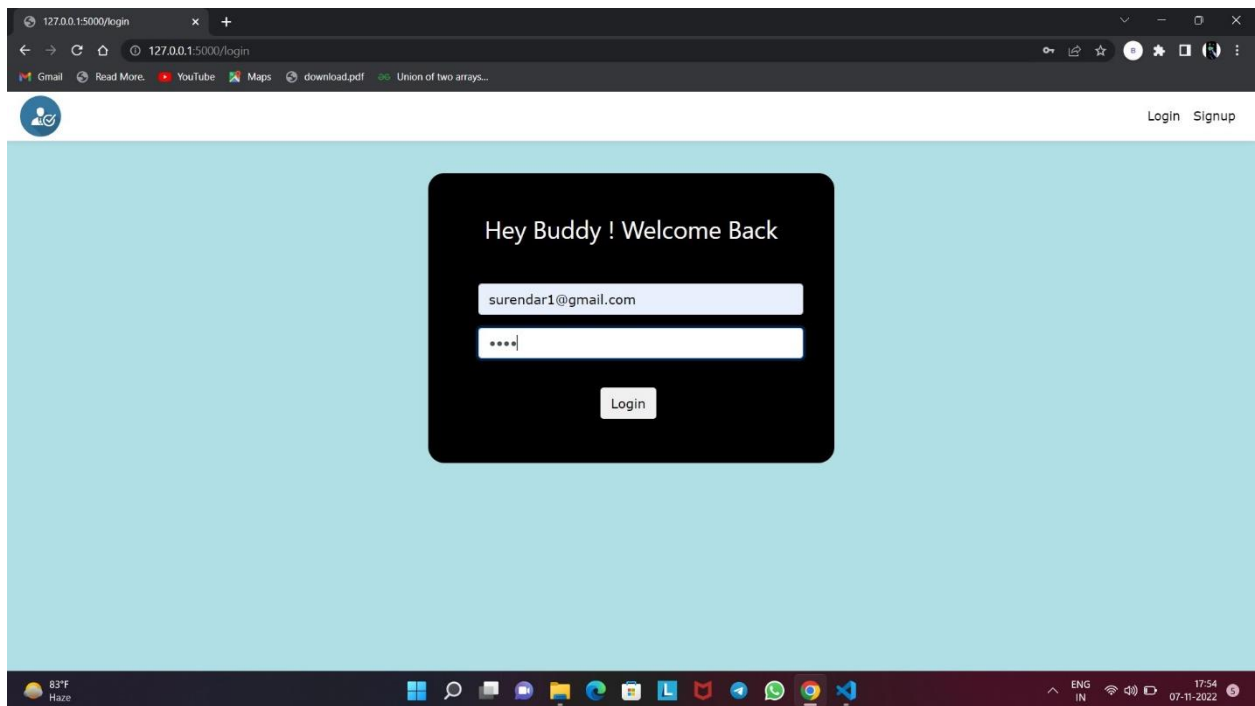 127.0.0.1:5000/login
127.0.0.1:5000/login
Gmail Read More. YouTube Maps download.pdf Union of two arrays...
Login Signup
Hey Buddy ! Welcome Back
surendar1@gmail.com
••••
Login
83°F
Haze
ENG
IN
17:54
07-11-2022
5